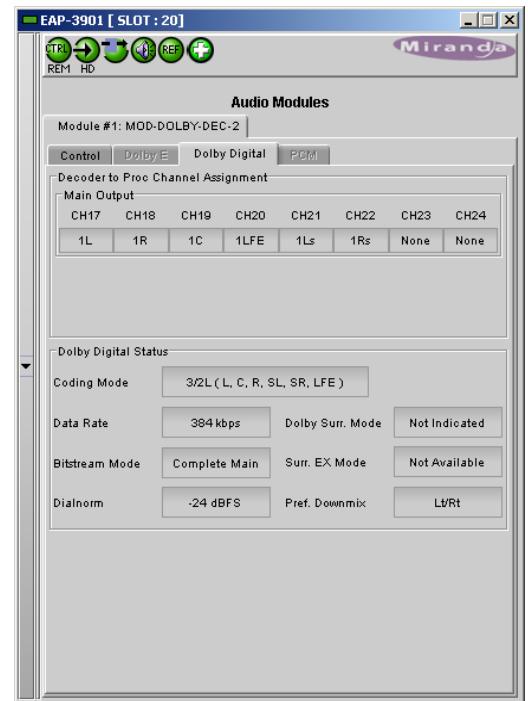 EAP-3901 [ SLOT : 20]
CTRL REF
REM HD
Miranda
Audio Modules
Module #1: MOD-DOLBY-DEC-2
Control Dolby E Dolby Digital PCM
Decoder to Proc Channel Assignment
Main Output
CH17 CH18 CH19 CH20 CH21 CH22 CH23 CH24
1L 1R 1C 1LFE 1Ls 1Rs None None
Dolby Digital Status
Coding Mode 3/2L ( L, C, R, SL, SR, LFE )
Data Rate 384 kbps Dolby Surr. Mode Not Indicated
Bitstream Mode Complete Main Surr. EX Mode Not Available
Dialnorm -24 dBFS Pref. Downmix Lt/Rt